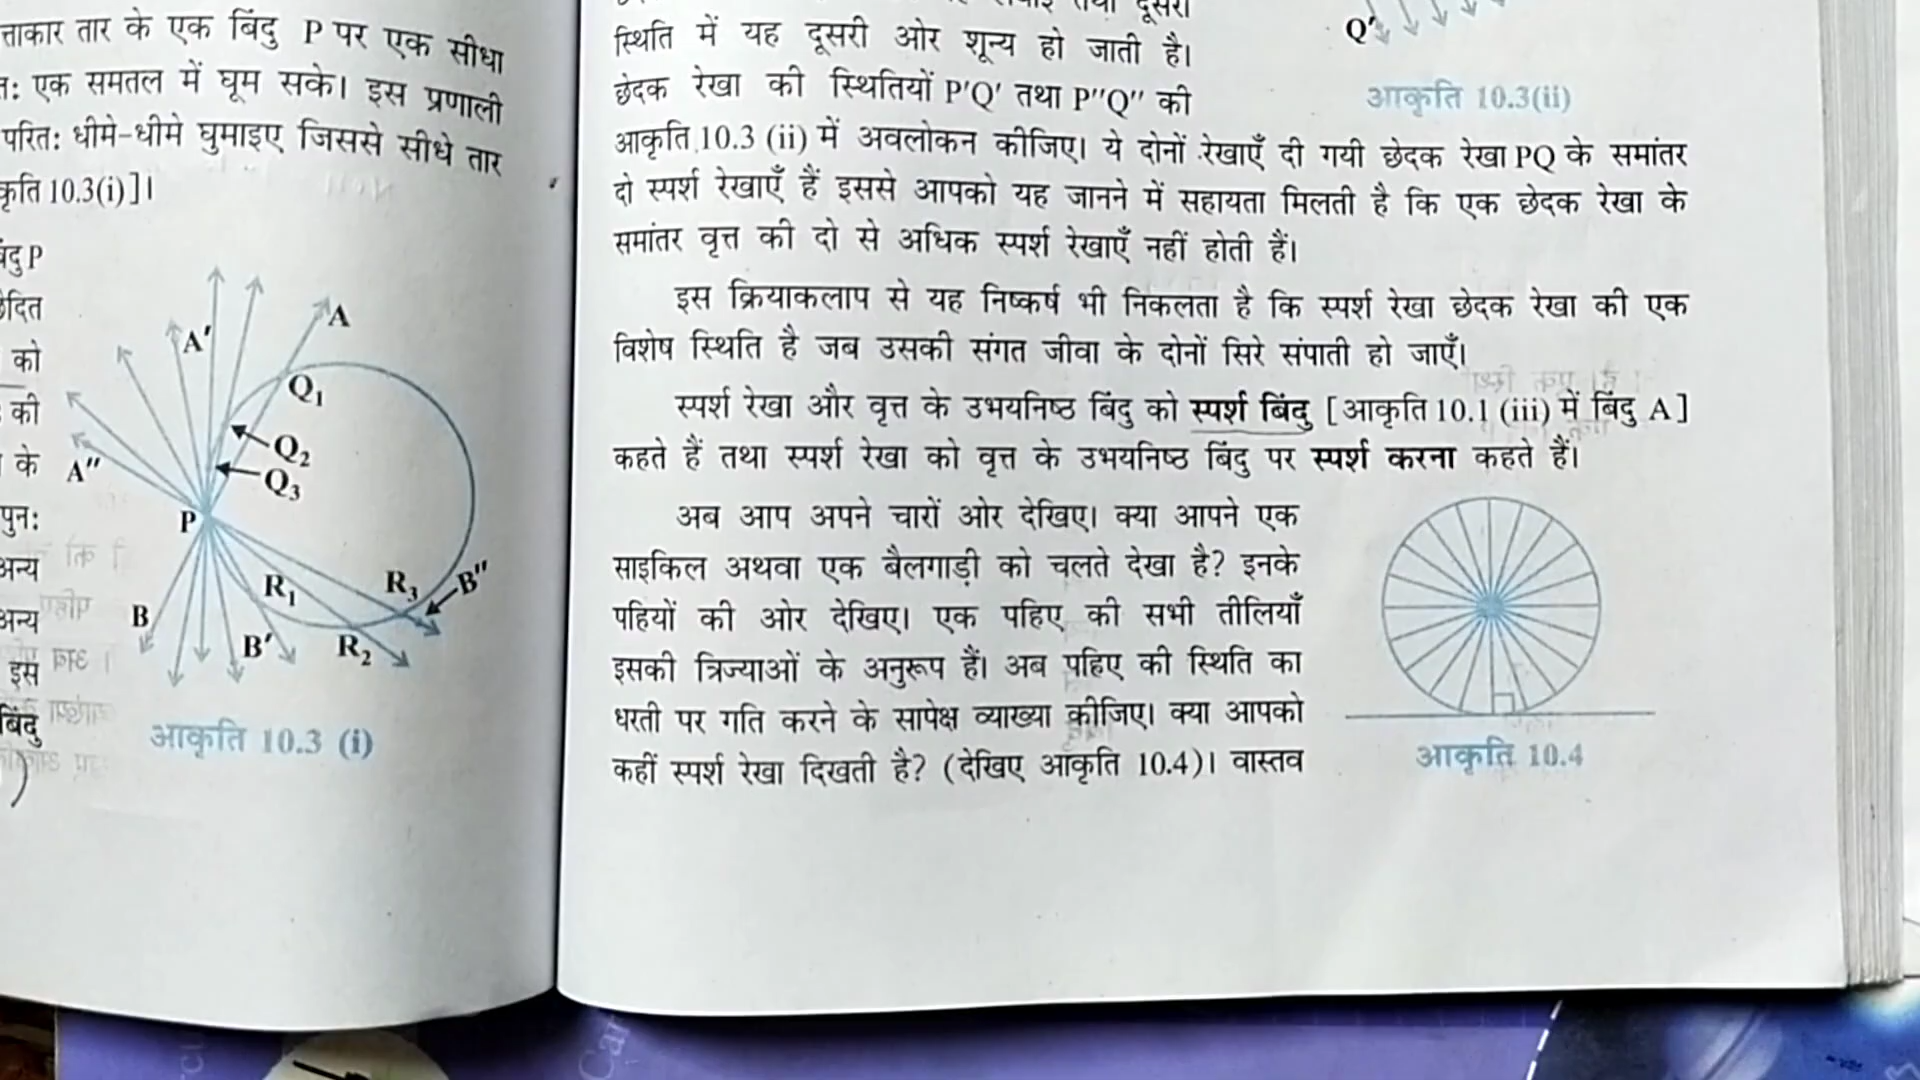 त्ताकार तार के एक बिंदु P पर एक सीधा
त: एक समतल में घूम सके। इस प्रणाली
परित: धीमे-धीमे घुमाइए जिससे सीधे तार
कृति 10.3(i)]।
बंदु P
छेदित
को
की
के
पुन:
अन्य
अन्य
इस
बिंदु
A
A'
Q1
Q2
Q3
A''
P
R1
R3
B''
B
B'
R2
आकृति 10.3 (i)
दूसरी
स्थिति में यह दूसरी ओर शून्य हो जाती है।
छेदक रेखा की स्थितियों P'Q' तथा P''Q'' की
Q'
आकृति 10.3(ii)
आकृति 10.3 (ii) में अवलोकन कीजिए। ये दोनों रेखाएँ दी गयी छेदक रेखा PQ के समांतर
दो स्पर्श रेखाएँ हैं इससे आपको यह जानने में सहायता मिलती है कि एक छेदक रेखा के
समांतर वृत्त की दो से अधिक स्पर्श रेखाएँ नहीं होती हैं।
इस क्रियाकलाप से यह निष्कर्ष भी निकलता है कि स्पर्श रेखा छेदक रेखा की एक
विशेष स्थिति है जब उसकी संगत जीवा के दोनों सिरे संपाती हो जाएँ।
स्पर्श रेखा और वृत्त के उभयनिष्ठ बिंदु को स्पर्श बिंदु [आकृति 10.1 (iii) में बिंदु A]
कहते हैं तथा स्पर्श रेखा को वृत्त के उभयनिष्ठ बिंदु पर स्पर्श करना कहते हैं।
अब आप अपने चारों ओर देखिए। क्या आपने एक
साइकिल अथवा एक बैलगाड़ी को चलते देखा है? इनके
पहियों की ओर देखिए। एक पहिए की सभी तीलियाँ
इसकी त्रिज्याओं के अनुरूप हैं। अब पहिए की स्थिति का
धरती पर गति करने के सापेक्ष व्याख्या कीजिए। क्या आपको
कहीं स्पर्श रेखा दिखती है? (देखिए आकृति 10.4)। वास्तव
आकृति 10.4